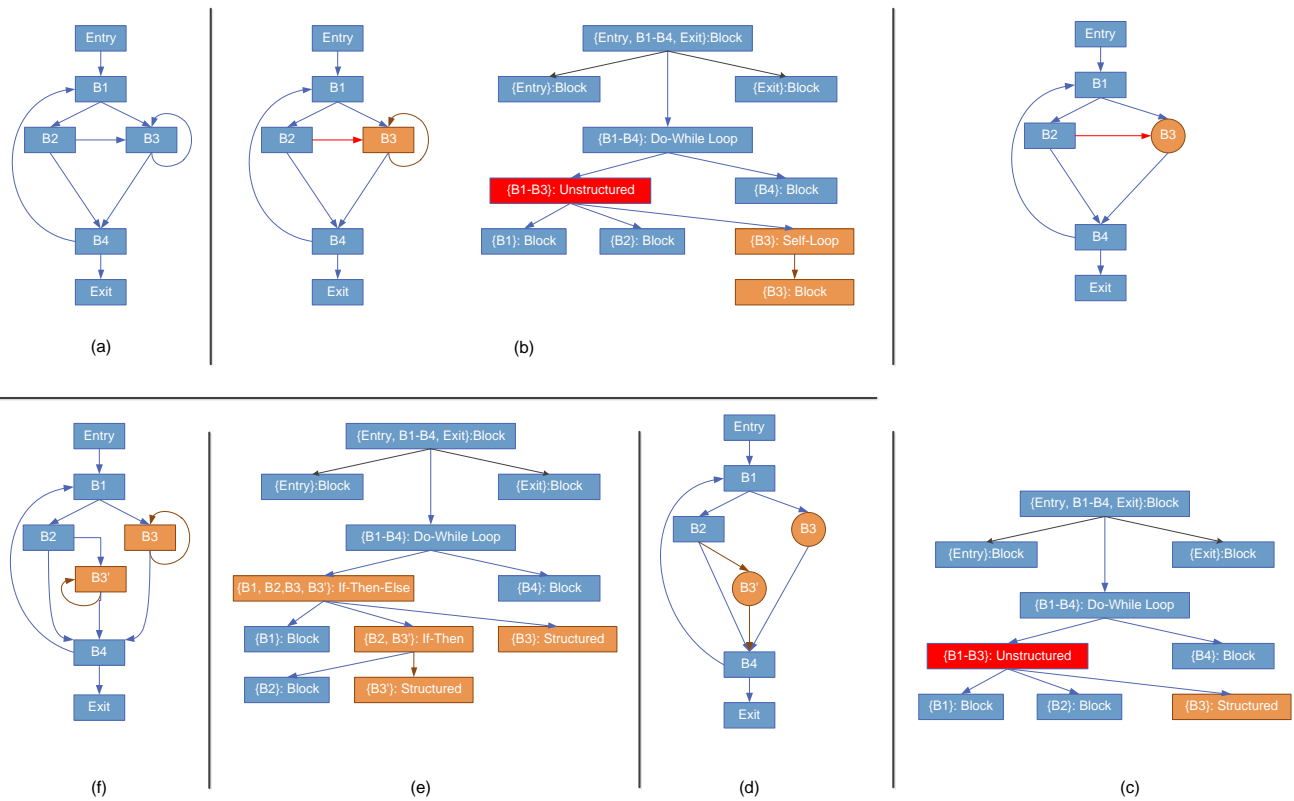 Entry
B1
B2
B3
B4
Exit
(a)
Entry
B1
B2
B3
B4
Exit
{Entry, B1-B4, Exit}:Block
{Entry}:Block
{Exit}:Block
{B1-B4}: Do-While Loop
{B1-B3}: Unstructured
{B4}: Block
{B1}: Block
{B2}: Block
{B3}: Self-Loop
{B3}: Block
(b)
Entry
B1
B2
B3
B4
Exit
Entry
B1
B2
B3
B3'
B4
Exit
(f)
{Entry, B1-B4, Exit}:Block
{Entry}:Block
{Exit}:Block
{B1-B4}: Do-While Loop
{B1, B2,B3, B3'}: If-Then-Else
{B4}: Block
{B1}: Block
{B2, B3'}: If-Then
{B3}: Structured
{B2}: Block
{B3'}: Structured
(e)
Entry
B1
B2
B3
B3'
B4
Exit
(d)
{Entry, B1-B4, Exit}:Block
{Entry}:Block
{Exit}:Block
{B1-B4}: Do-While Loop
{B1-B3}: Unstructured
{B4}: Block
{B1}: Block
{B2}: Block
{B3}: Structured
(c)